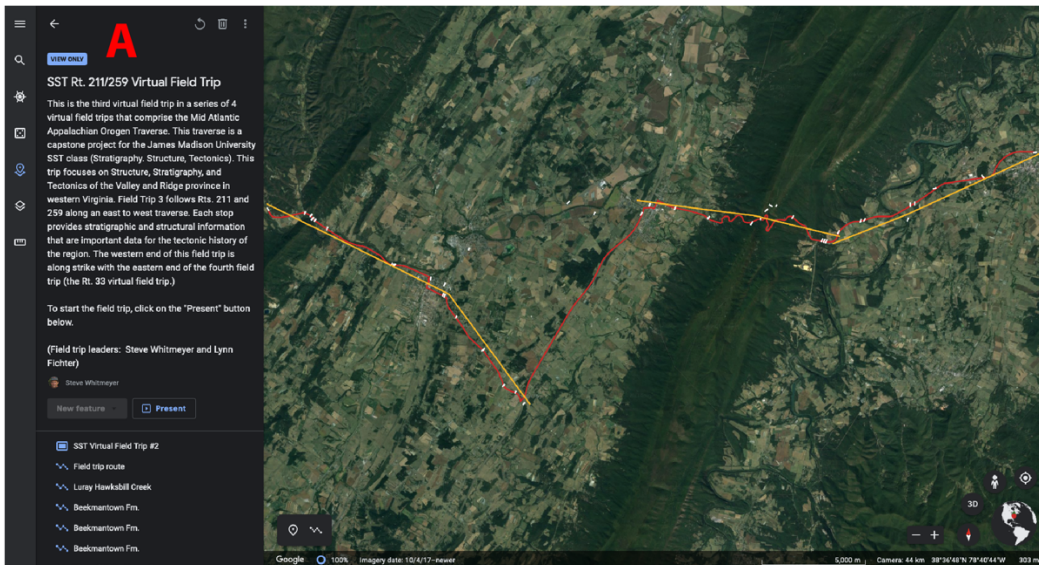 A
VIEW ONLY
SST Rt. 211/259 Virtual Field Trip
This is the third virtual field trip in a series of 4
virtual field trips that comprise the Mid Atlantic
Appalachian Orogen Traverse. This traverse is a
capstone project for the James Madison University
SST class (Stratigraphy. Structure, Tectonics). This
trip focuses on Structure, Stratigraphy, and
Tectonics of the Valley and Ridge province in
western Virginia. Field Trip 3 follows Rts. 211 and
259 along an east to west traverse. Each stop
provides stratigraphic and structural information
that are important data for the tectonic history of
the region. The western end of this field trip is
along strike with the eastern end of the fourth field
trip (the Rt. 33 virtual field trip.)
To start the field trip, click on the "Present" button
below.
(Field trip leaders: Steve Whitmeyer and Lynn
Fichter)
Steve Whitmeyer
New feature
Present
SST Virtual Field Trip #2
Field trip route
Luray Hawksbill Creek
Beekmantown Fm.
Beekmantown Fm.
Beekmantown Fm.
3D
Google 100% Imagery date: 10/4/17-newer 5,000 m Camera: 44 km 38°36'48"N 78°40'44"W 303 m